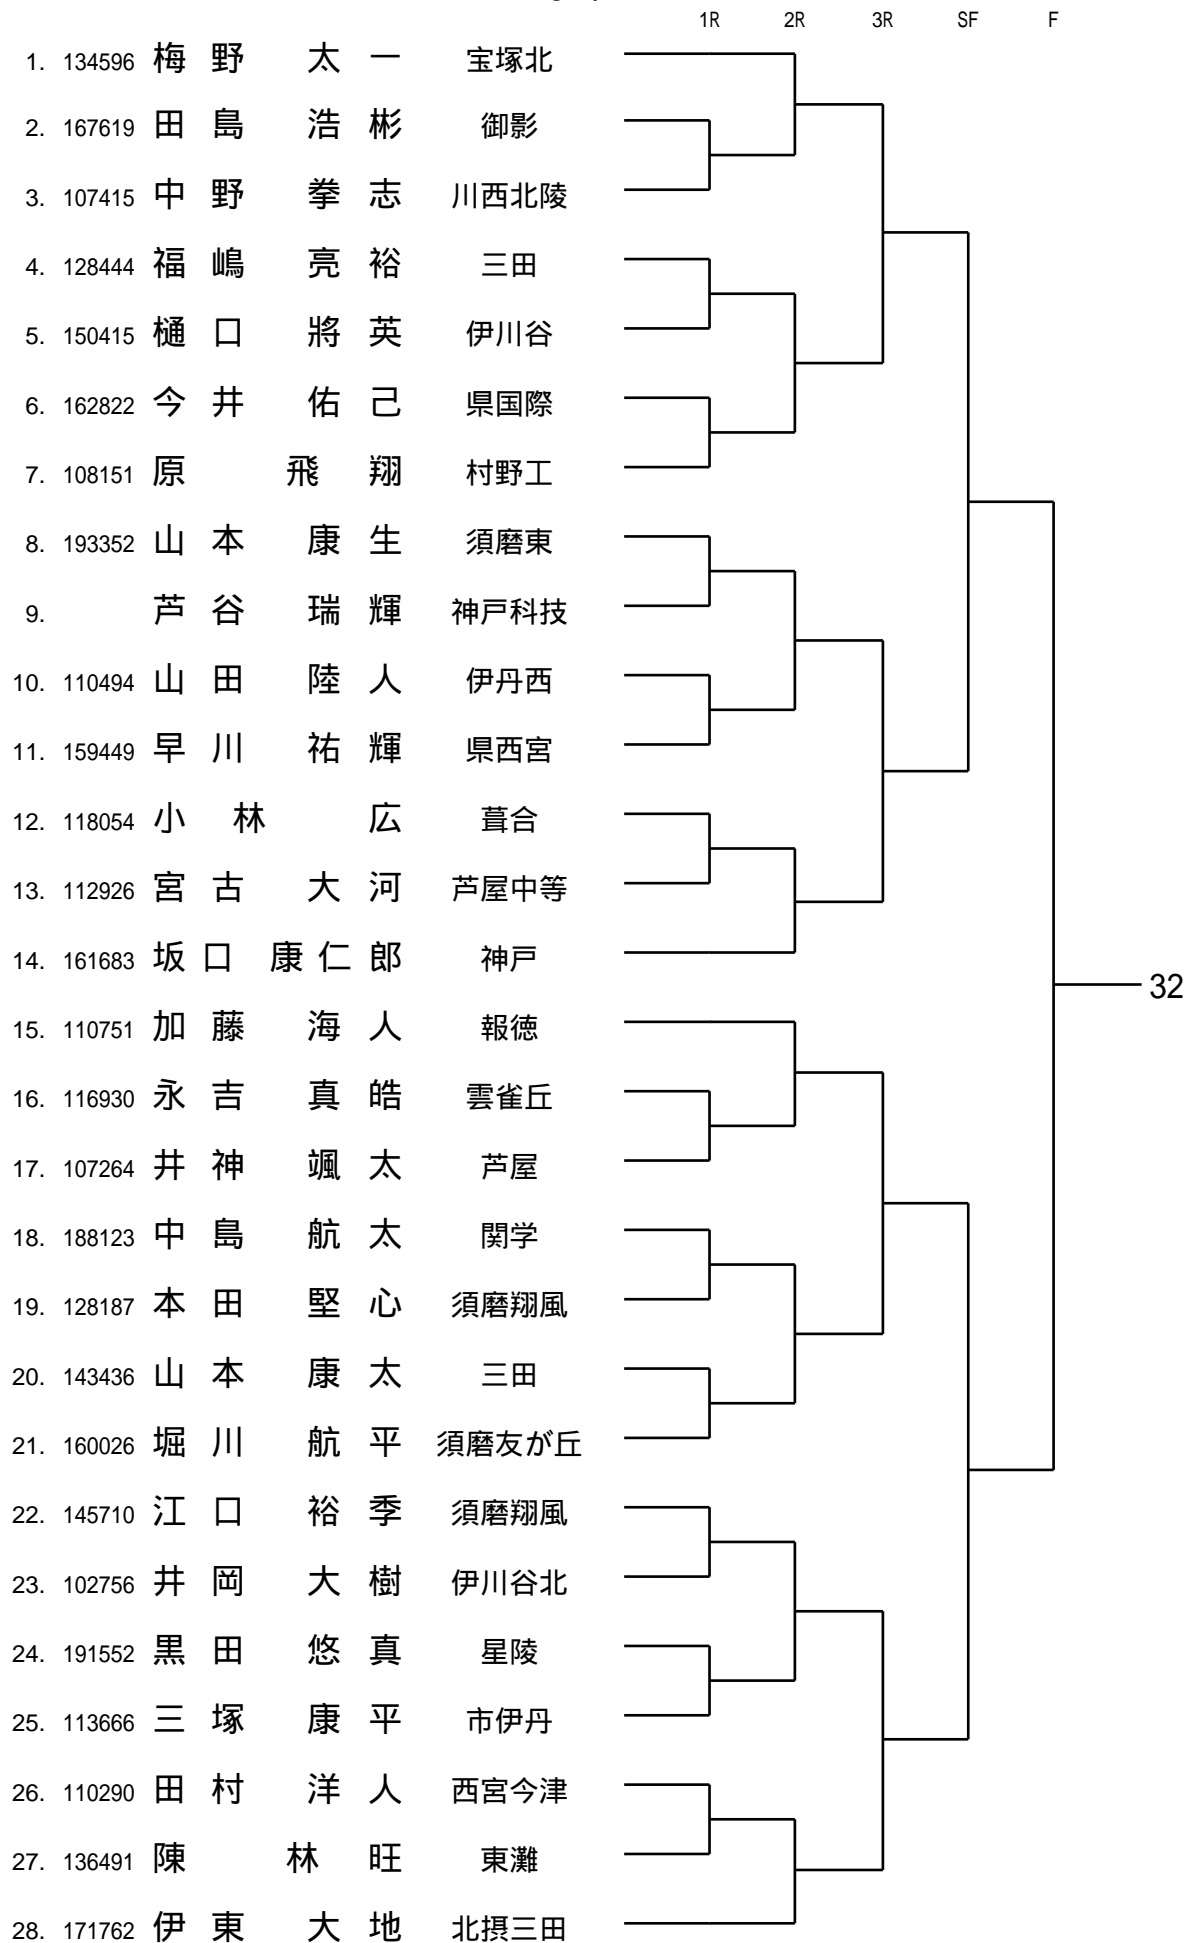 1R 2R 3R SF F
1. 134596 梅野 太一 宝塚北
2. 167619 田島 浩彬 御影
3. 107415 中野 拳志 川西北陵
4. 128444 福嶋 亮裕 三田
5. 150415 樋口 將英 伊川谷
6. 162822 今井 佑己 県国際
7. 108151 原 飛翔 村野工
8. 193352 山本 康生 須磨東
9. 芦谷 瑞輝 神戸科技
10. 110494 山田 陸人 伊丹西
11. 159449 早川 祐輝 県西宮
12. 118054 小林 広 葺合
13. 112926 宮古 大河 芦屋中等
14. 161683 坂口 康仁郎 神戸
32
15. 110751 加藤 海人 報徳
16. 116930 永吉 真皓 雲雀丘
17. 107264 井神 颯太 芦屋
18. 188123 中島 航太 関学
19. 128187 本田 堅心 須磨翔風
20. 143436 山本 康太 三田
21. 160026 堀川 航平 須磨友が丘
22. 145710 江口 裕季 須磨翔風
23. 102756 井岡 大樹 伊川谷北
24. 191552 黒田 悠真 星陵
25. 113666 三塚 康平 市伊丹
26. 110290 田村 洋人 西宮今津
27. 136491 陳 林旺 東灘
28. 171762 伊東 大地 北摂三田